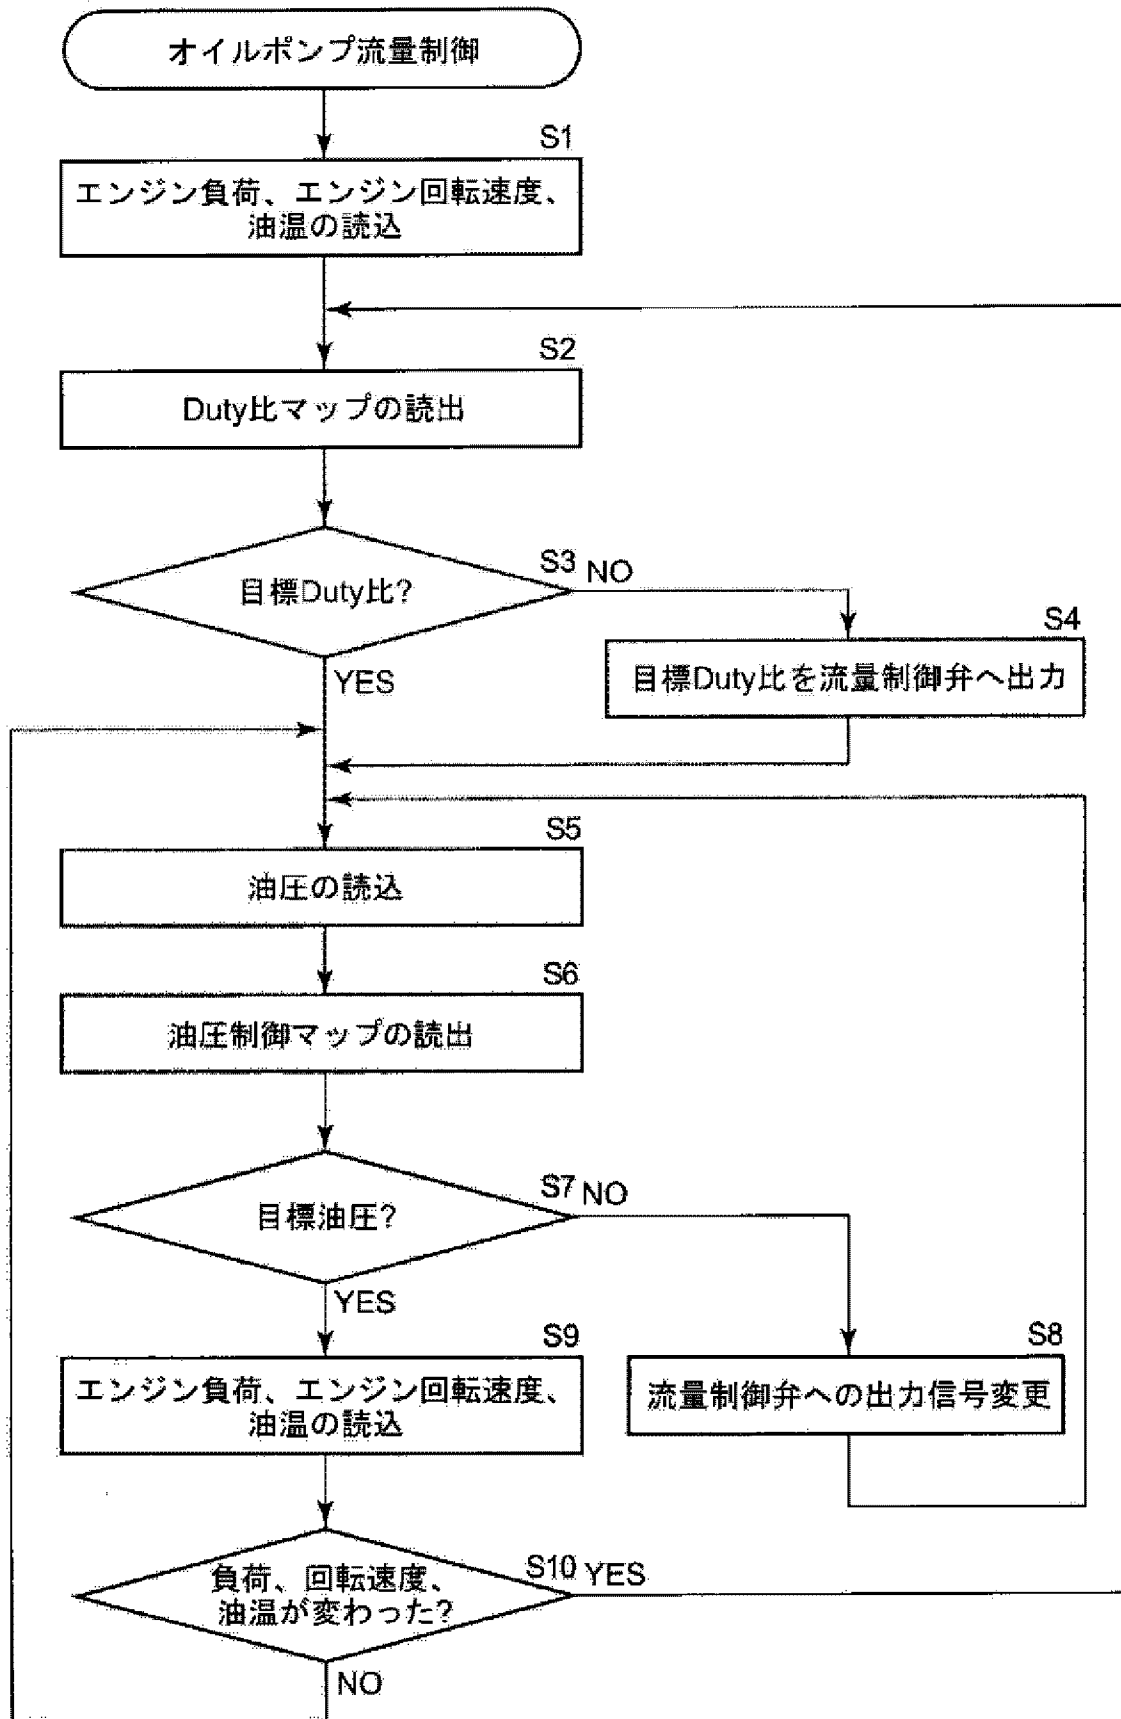 オイルポンプ流量制御
S1
エンジン負荷、エンジン回転速度、
油温の読込
S2
Duty比マップの読出
S3
NO
目標Duty比?
YES
S4
目標Duty比を流量制御弁へ出力
S5
油圧の読込
S6
油圧制御マップの読出
S7
NO
目標油圧?
YES
S8
流量制御弁への出力信号変更
S9
エンジン負荷、エンジン回転速度、
油温の読込
S10
YES
負荷、回転速度、
油温が変わった?
NO